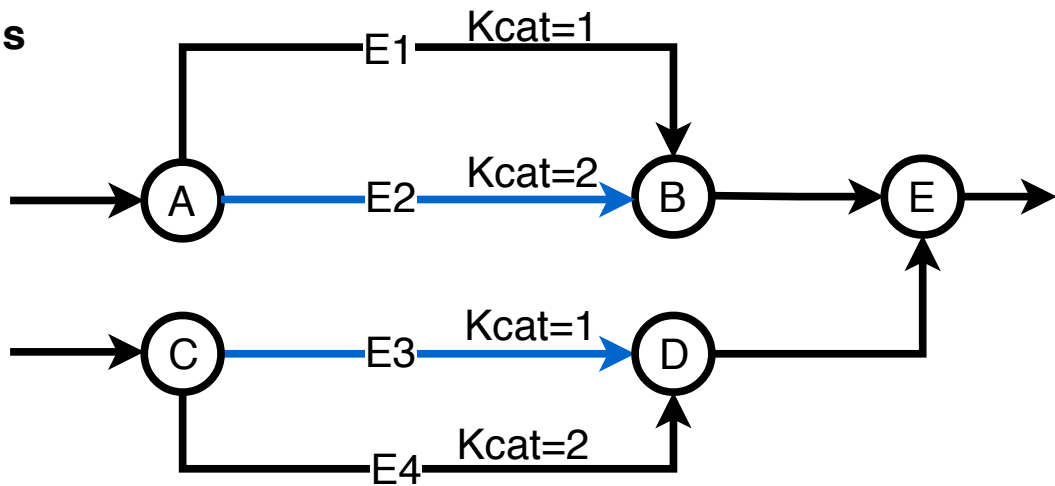 s
E1 Kcat=1
A E2 Kcat=2 B E
C E3 Kcat=1 D
E4 Kcat=2